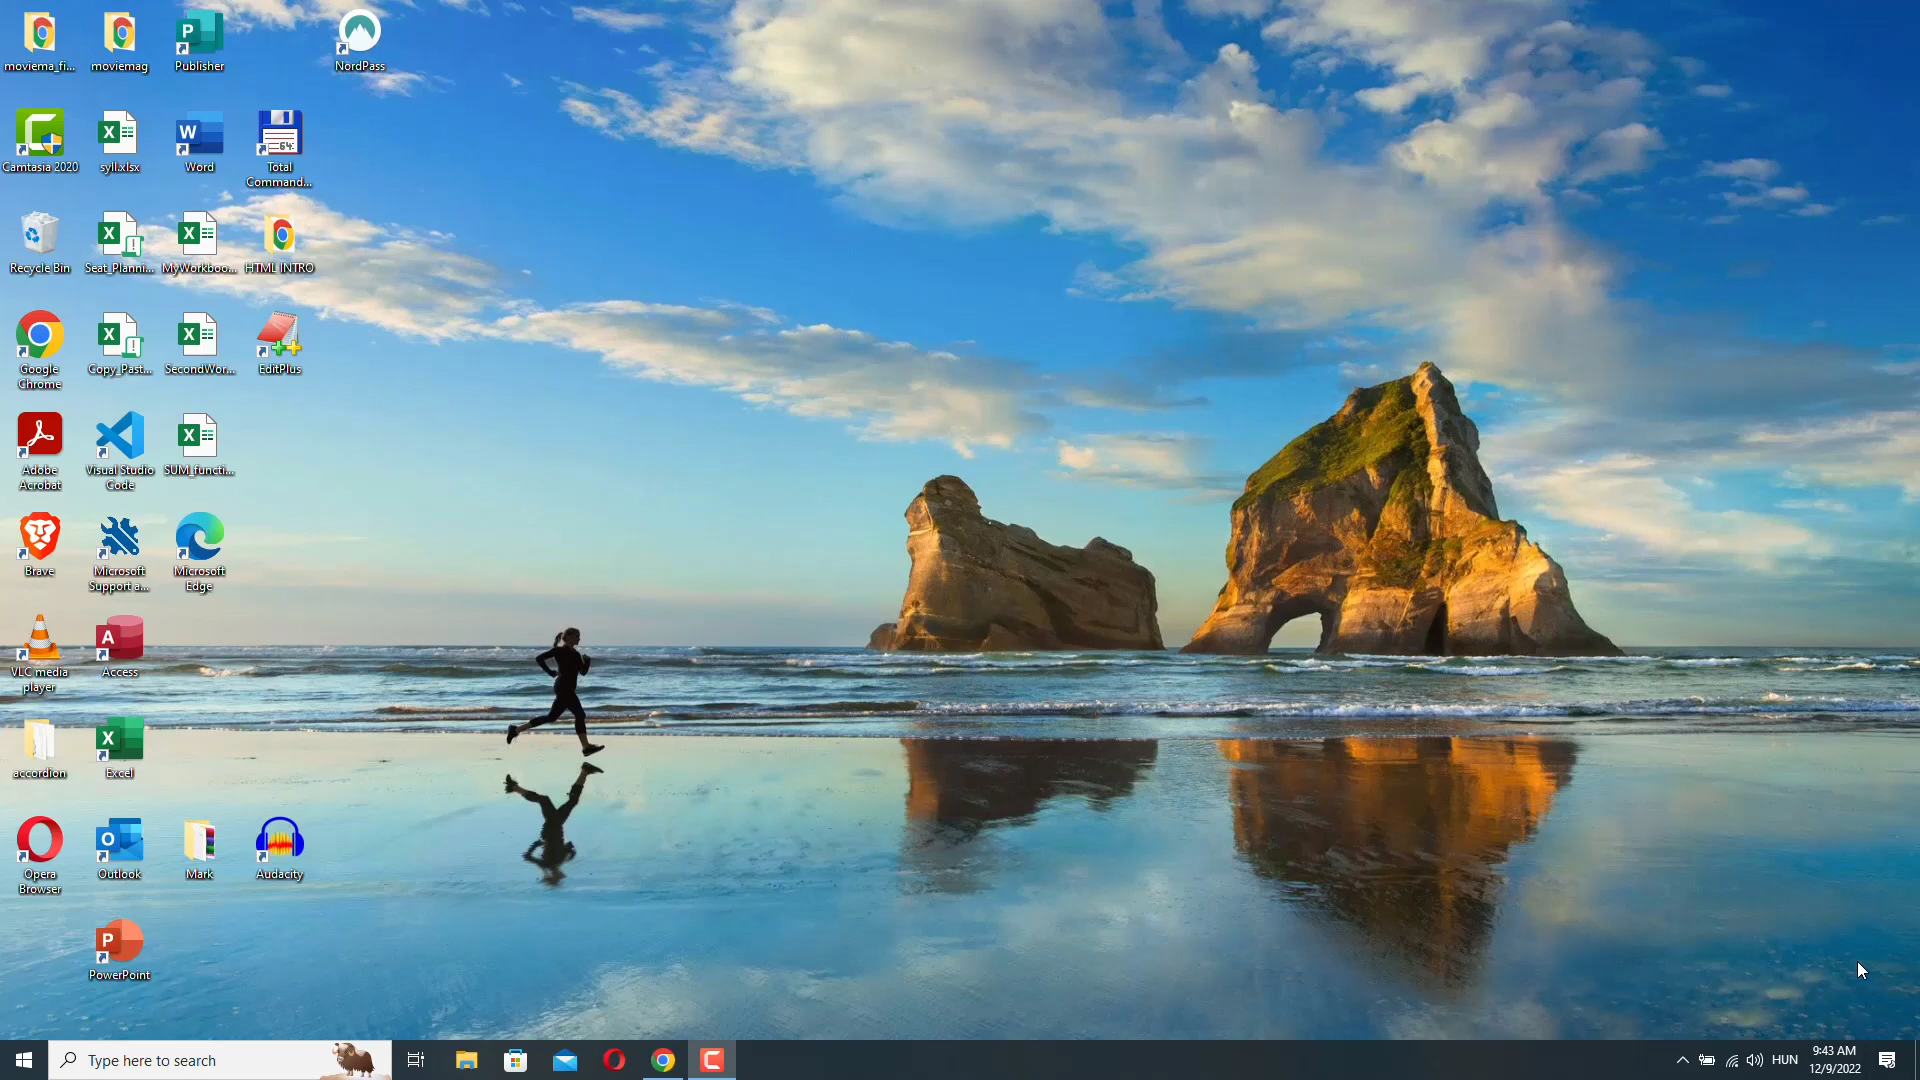 moviema_fi...
moviemag
Publisher
NordPass
Camtasia 2020
syll.xlsx
Word
64:
Total
Command...
Recycle Bin
Seat_Planni...
MyWorkboo...
HTML INTRO
Google
Chrome
Copy_Past...
SecondWor...
EditPlus
Adobe
Acrobat
Visual Studio
Code
SUM_functi...
Brave
Microsoft
Support a...
Microsoft
Edge
VLC media
player
Access
accordion
Excel
Opera
Browser
Outlook
Mark
Audacity
PowerPoint
Type here to search
HUN
9:43 AM
12/9/2022